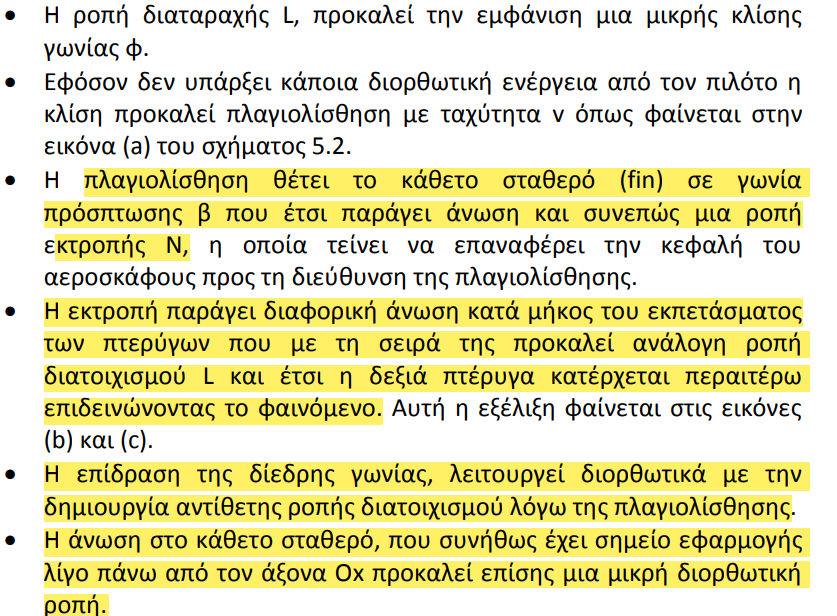 • Η ροπή διαταραχής L, προκαλεί την εμφάνιση μια μικρής κλίσης
γωνίας φ.
• Εφόσον δεν υπάρξει κάποια διορθωτική ενέργεια από τον πιλότο η
κλίση προκαλεί πλαγιολίσθηση με ταχύτητα v όπως φαίνεται στην
εικόνα (a) του σχήματος 5.2.
• Η πλαγιολίσθηση θέτει το κάθετο σταθερό (fin) σε γωνία
πρόσπτωσης β που έτσι παράγει άνωση και συνεπώς μια ροπή
εκτροπής Ν, η οποία τείνει να επαναφέρει την κεφαλή του
αεροσκάφους προς τη διεύθυνση της πλαγιολίσθησης.
• Η εκτροπή παράγει διαφορική άνωση κατά μήκος του εκπετάσματος
των πτερύγων που με τη σειρά της προκαλεί ανάλογη ροπή
διατοιχισμού L και έτσι η δεξιά πτέρυγα κατέρχεται περαιτέρω
επιδεινώνοντας το φαινόμενο. Αυτή η εξέλιξη φαίνεται στις εικόνες
(b) και (c).
• Η επίδραση της δίεδρης γωνίας, λειτουργεί διορθωτικά με την
δημιουργία αντίθετης ροπής διατοιχισμού λόγω της πλαγιολίσθησης.
• Η άνωση στο κάθετο σταθερό, που συνήθως έχει σημείο εφαρμογής
λίγο πάνω από τον άξονα Οx προκαλεί επίσης μια μικρή διορθωτική
ροπή.